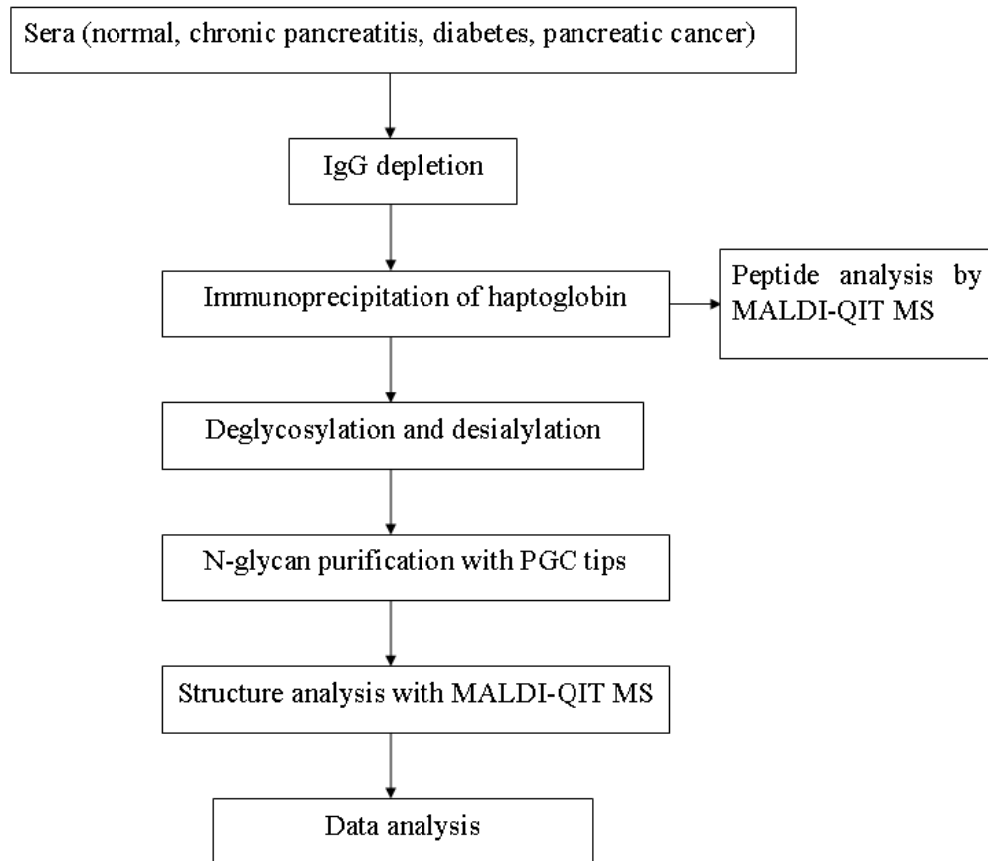 Sera (normal, chronic pancreatitis, diabetes, pancreatic cancer)
IgG depletion
Immunoprecipitation of haptoglobin
Peptide analysis by
MALDI-QIT MS
Deglycosylation and desialylation
N-glycan purification with PGC tips
Structure analysis with MALDI-QIT MS
Data analysis